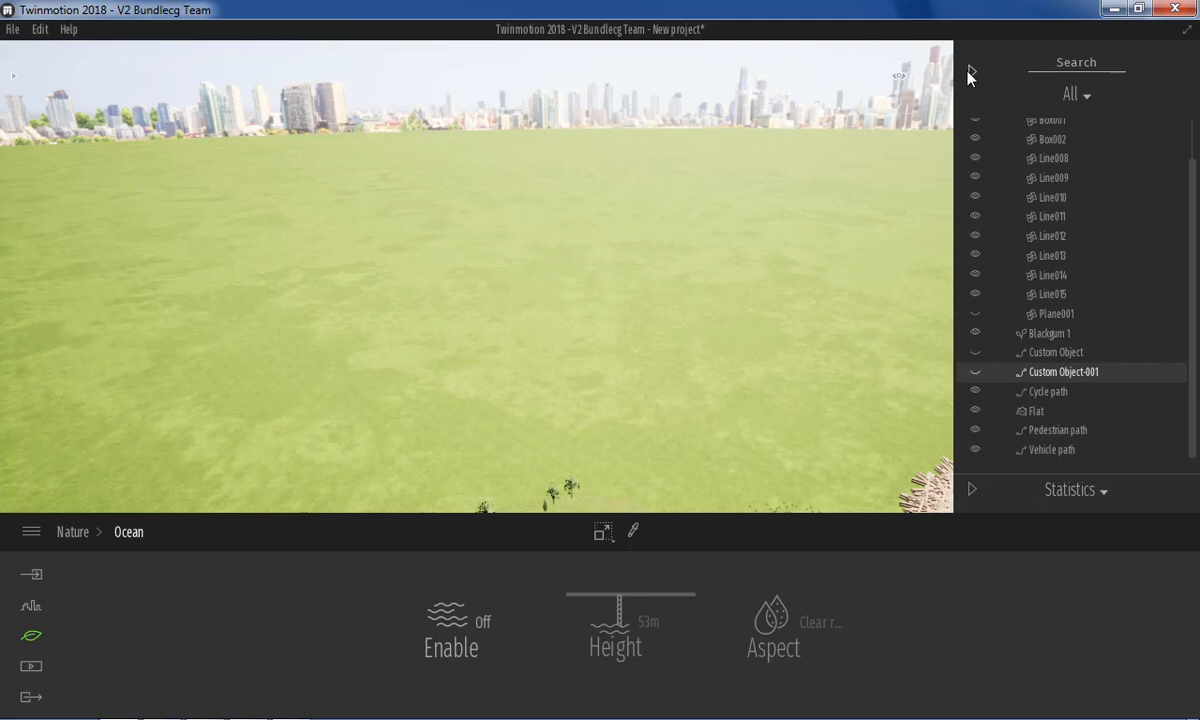 Twinmotion 2018 - V2 Bundlecg Team
File Edit Help
Twinmotion 2018 - V2 Bundlecg Team - New project*
Search
All
Box001
Box002
Line008
Line009
Line010
Line011
Line012
Line013
Line014
Line015
Plane001
Blackgum 1
Custom Object
Custom Object-001
Cycle path
Flat
Pedestrian path
Vehicle path
Statistics
Nature > Ocean
Off
Enable
53m
Height
Clear r...
Aspect